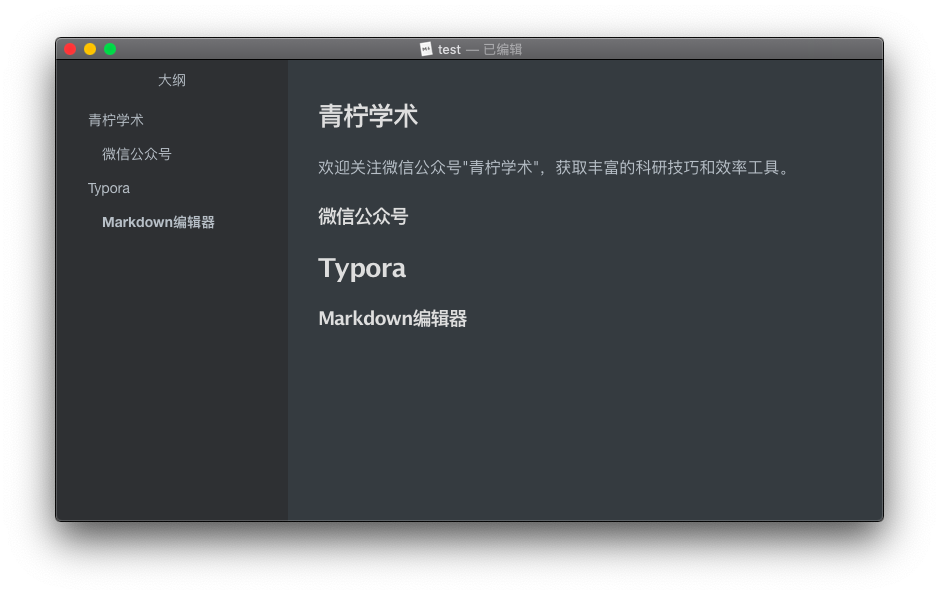 test — 已编辑
大纲
青柠学术
微信公众号
Typora
Markdown编辑器
青柠学术
欢迎关注微信公众号"青柠学术"，获取丰富的科研技巧和效率工具。
微信公众号
Typora
Markdown编辑器